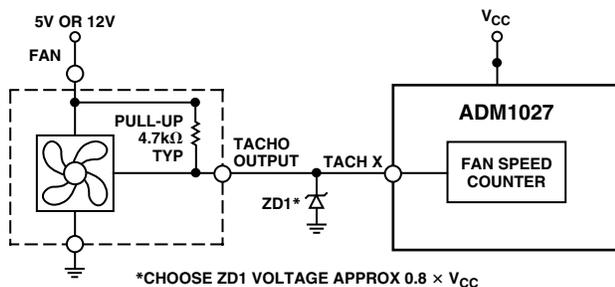 5V OR 12V
FAN
PULL-UP
4.7kΩ
TYP
TACHO
OUTPUT
TACH X
ZD1*
V_CC
ADM1027
FAN SPEED
COUNTER
*CHOOSE ZD1 VOLTAGE APPROX 0.8 × V_CC